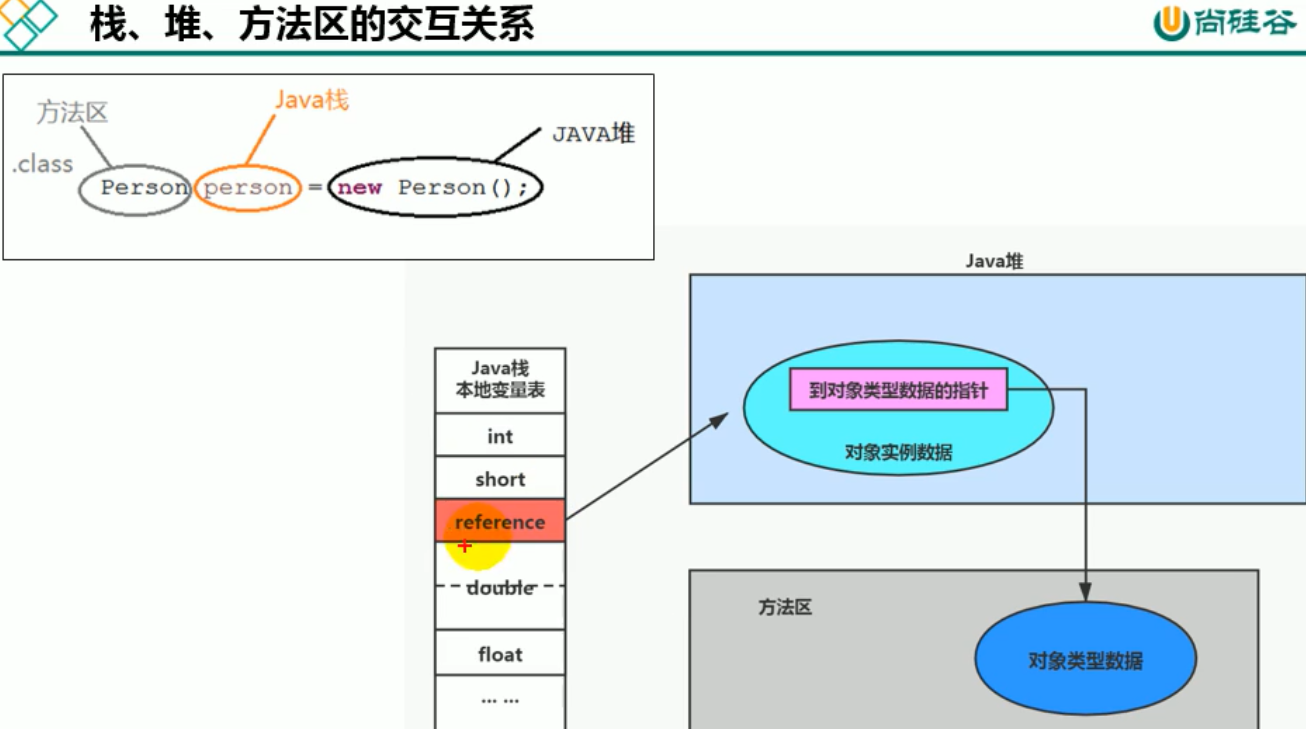 栈、堆、方法区的交互关系
尚硅谷
方法区
Java栈
JAVA堆
.class
Person person = new Person();
Java堆
Java栈
本地变量表
int
short
reference
double
float
... ...
到对象类型数据的指针
对象实例数据
方法区
对象类型数据